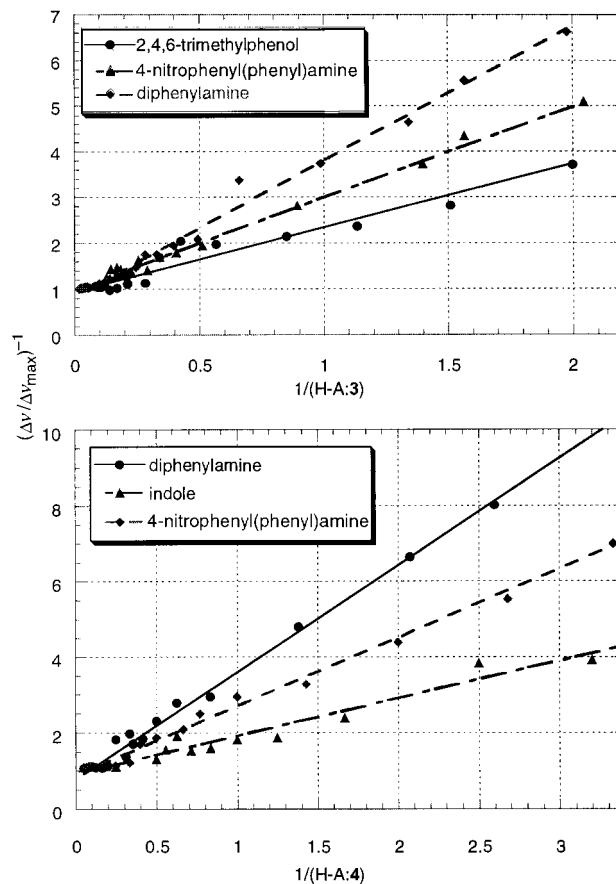 7
6
5
4
3
2
1
0
2,4,6-trimethylphenol
4-nitrophenyl(phenyl)amine
diphenylamine
0 0.5 1 1.5 2
1/(H-A:3)
(Δν/Δνmax)⁻¹
10
8
6
4
2
0
diphenylamine
indole
4-nitrophenyl(phenyl)amine
0 0.5 1 1.5 2 2.5 3
1/(H-A:4)